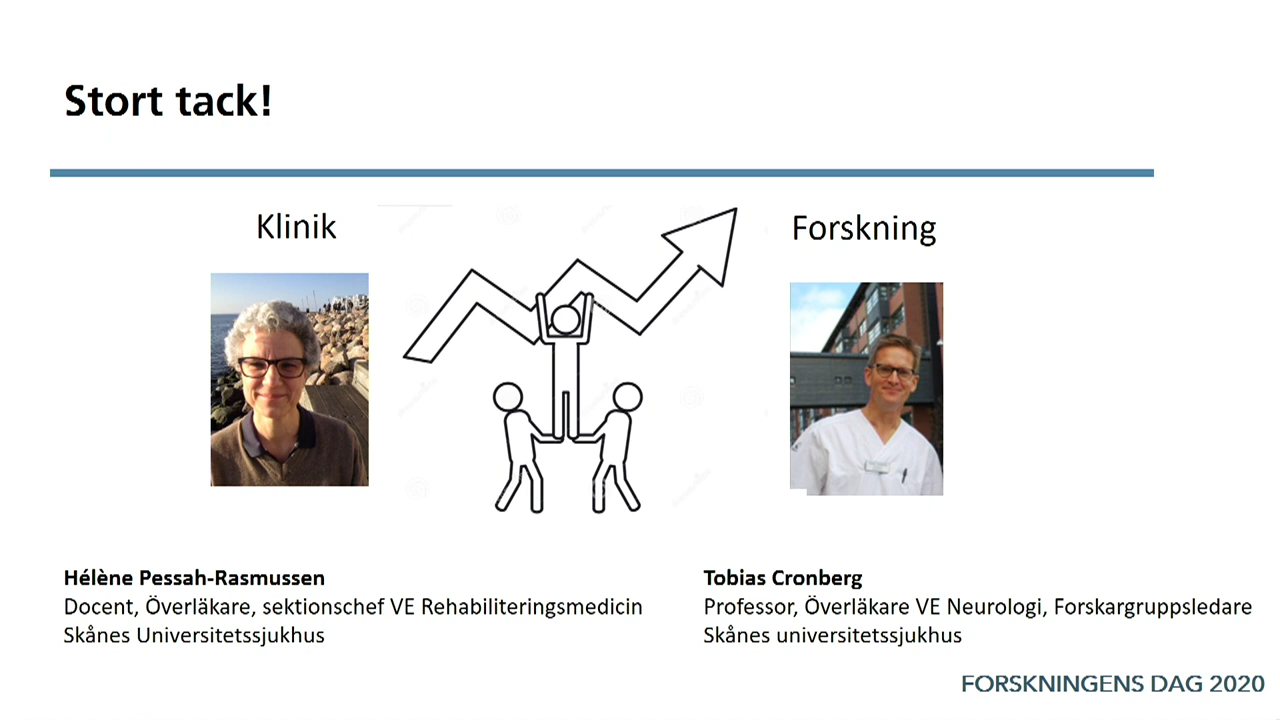 Stort tack!
Klinik
Forskning
Hélène Pessah-Rasmussen
Docent, Överläkare, sektionschef VE Rehabiliteringsmedicin
Skånes Universitetssjukhus
Tobias Cronberg
Professor, Överläkare VE Neurologi, Forskargruppsledare
Skånes universitetssjukhus
FORSKNINGENS DAG 2020